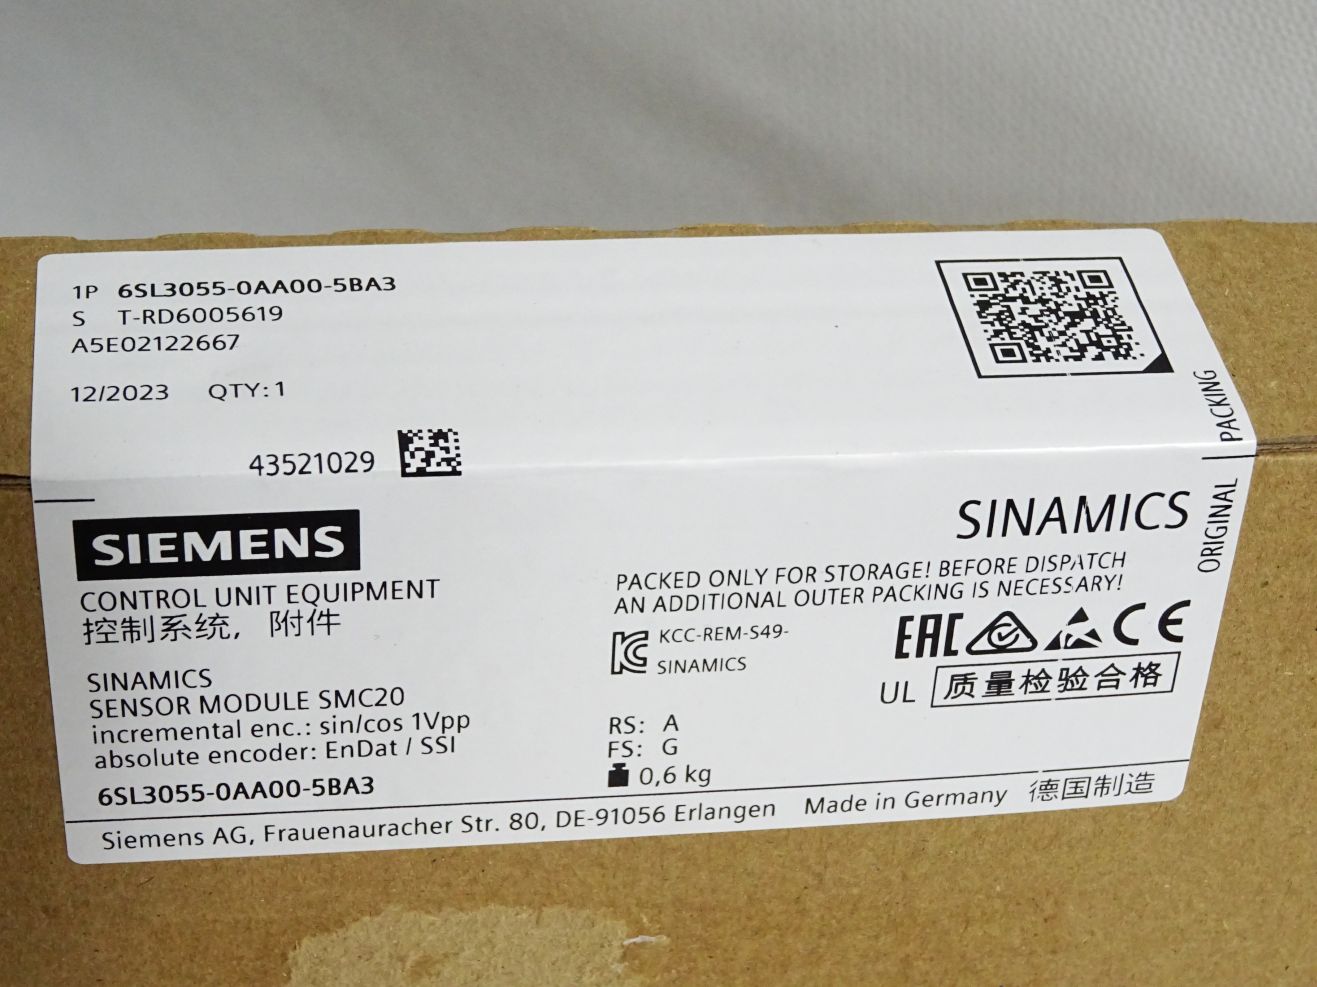 1P 6SL3055-0AA00-5BA3
S T-RD6005619
A5E02122667
12/2023 QTY: 1
43521029
ORIGINAL PACKING
SIEMENS
SINAMICS
CONTROL UNIT EQUIPMENT
控制系统, 附件
PACKED ONLY FOR STORAGE! BEFORE DISPATCH
AN ADDITIONAL OUTER PACKING IS NECESSARY!
KCC-REM-S49-
SINAMICS
EAC CE
UL 质量检验合格
SINAMICS
SENSOR MODULE SMC20
incremental enc.: sin/cos 1Vpp
absolute encoder: EnDat / SSI
6SL3055-0AA00-5BA3
RS: A
FS: G
0,6 kg
Siemens AG, Frauenauracher Str. 80, DE-91056 Erlangen Made in Germany 德国制造